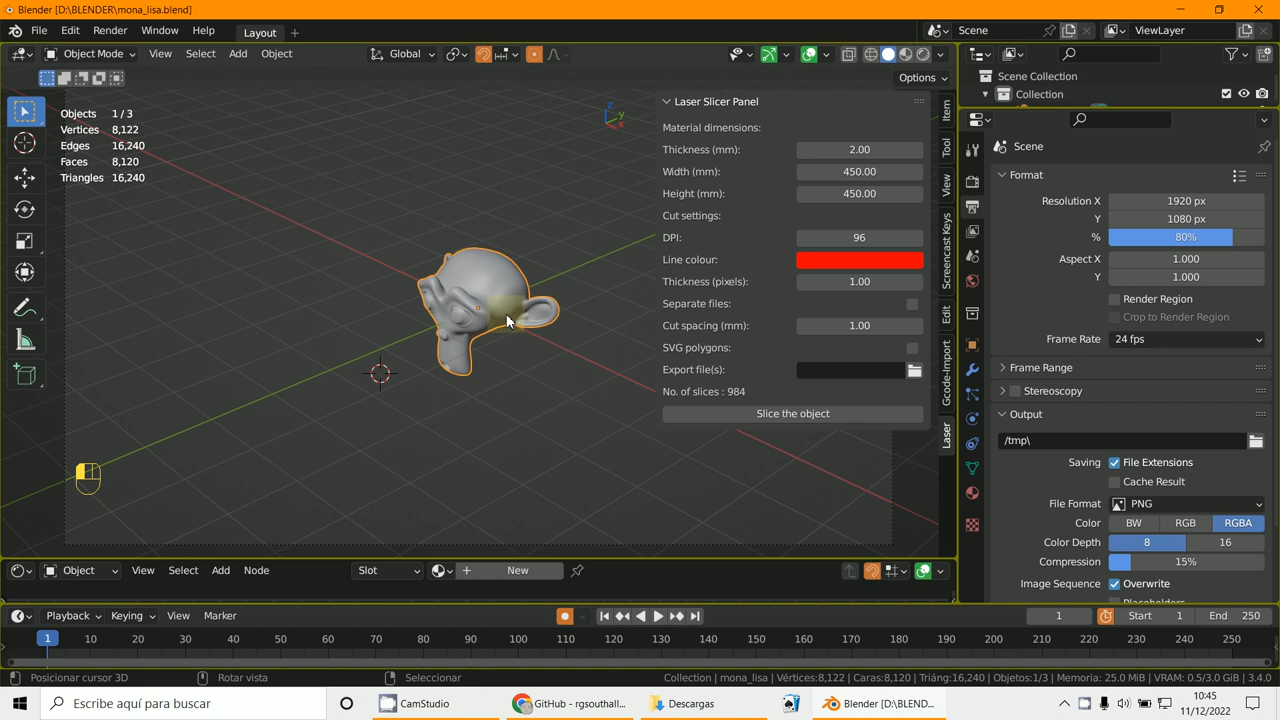 Blender [D:\BLENDER\mona_lisa.blend]
File Edit Render Window Help Layout + Scene ViewLayer
Object Mode View Select Add Object Global
Options
Objects 1 / 3
Vertices 8,122
Edges 16,240
Faces 8,120
Triangles 16,240
Z
X
Laser Slicer Panel
Material dimensions:
Thickness (mm): 2.00
Width (mm): 450.00
Height (mm): 450.00
Cut settings:
DPI: 96
Line colour:
Thickness (pixels): 1.00
Separate files:
Cut spacing (mm): 1.00
SVG polygons:
Export file(s):
No. of slices : 984
Slice the object
Item
Tool
View
Screencast Keys
Edit
Gcode-Import
Laser
Scene Collection
Collection
Scene
Format
Resolution X 1920 px
Y 1080 px
% 80%
Aspect X 1.000
Y 1.000
Render Region
Crop to Render Region
Frame Rate 24 fps
Frame Range
Stereoscopy
Output
/tmp\
Saving File Extensions
Cache Result
File Format PNG
Color BW RGB RGBA
Color Depth 8 16
Compression 15%
Image Sequence Overwrite
Placeholders
Object View Select Add Node Slot + New
Playback Keying View Marker 1 Start 1 End 250
1 10 20 30 40 50 60 70 80 90 100 110 120 130 140 150 160 170 180 190 200 210 220 230 240 250
Posicionar cursor 3D Rotar vista Seleccionar Collection | mona_lisa | Vértices:8,122 | Caras:8,120 | Triáng:16,240 | Objetos:1/3 | Memoria: 25.0 MiB | VRAM: 0.5/3.0 GiB | 3.4.0
Escribe aquí para buscar CamStudio GitHub - rgsouthall... Descargas Blender [D:\BLEND...
10:45
11/12/2022